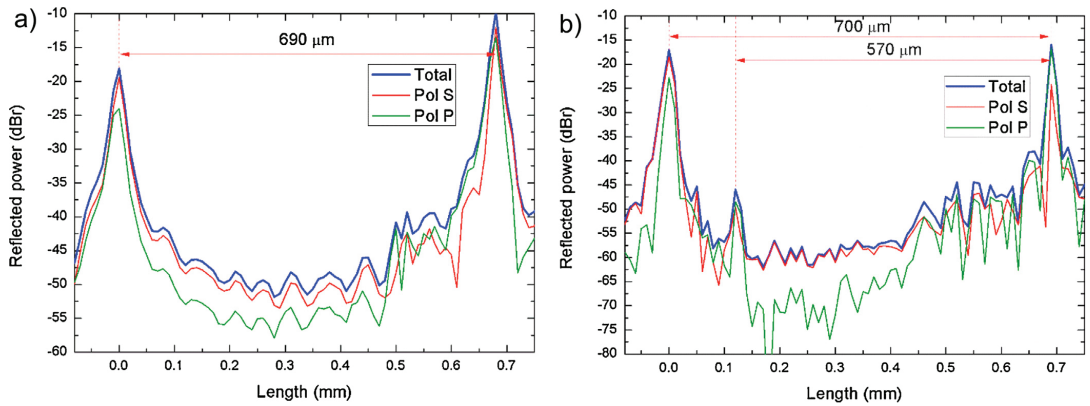 a)
690 µm
Total
Pol S
Pol P
Reflected power (dBr)
-10
-15
-20
-25
-30
-35
-40
-45
-50
-55
-60
0.0 0.1 0.2 0.3 0.4 0.5 0.6 0.7
Length (mm)
b)
700 µm
570 µm
Total
Pol S
Pol P
Reflected power (dBr)
-10
-15
-20
-25
-30
-35
-40
-45
-50
-55
-60
-65
-70
-75
-80
0.0 0.1 0.2 0.3 0.4 0.5 0.6 0.7
Length (mm)